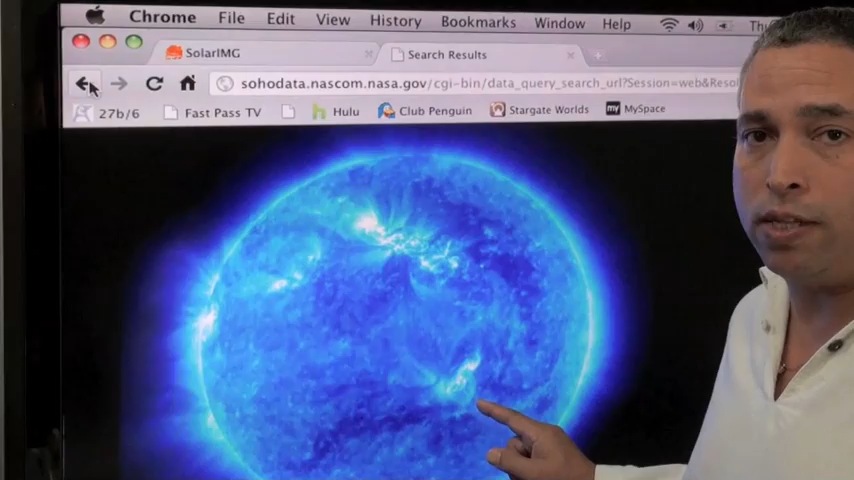 Chrome File Edit View History Bookmarks Window Help
SolarIMG Search Results
sohodata.nascom.nasa.gov/cgi-bin/data_query_search_url?Session=web&Resol
27b/6 Fast Pass TV h Hulu Club Penguin Stargate Worlds my MySpace